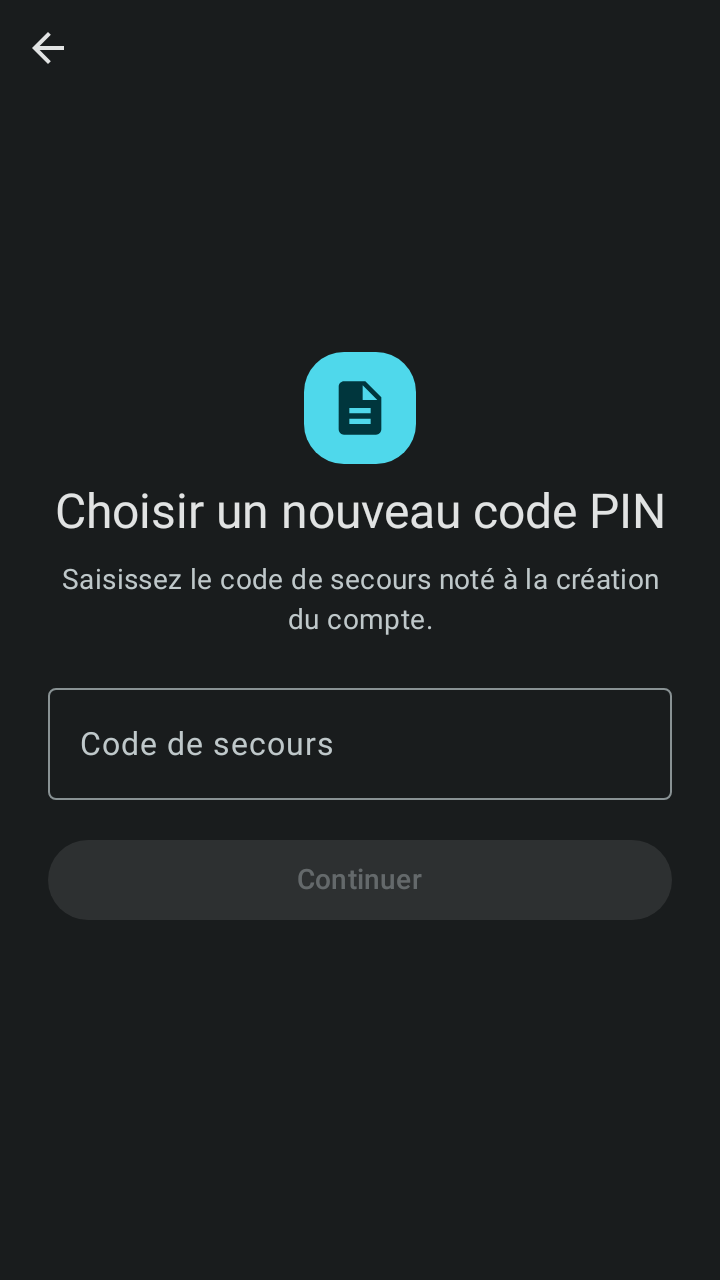 Choisir un nouveau code PIN
Saisissez le code de secours noté à la création
du compte.
Code de secours
Continuer